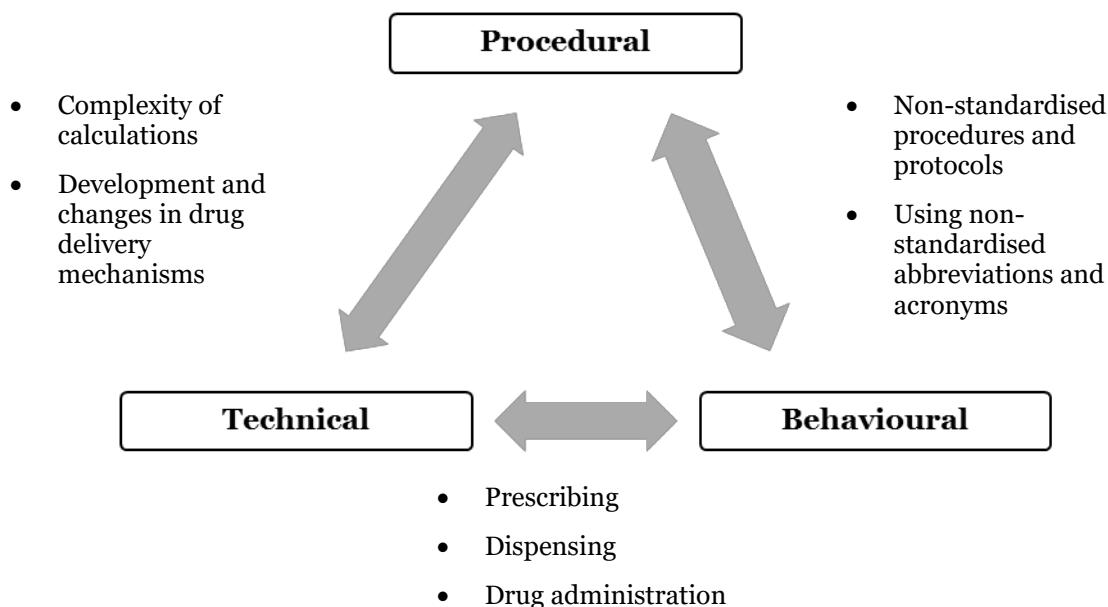 Procedural
• Complexity of
calculations
• Development and
changes in drug
delivery
mechanisms
• Non-standardised
procedures and
protocols
• Using non-
standardised
abbreviations and
acronyms
Technical
Behavioural
• Prescribing
• Dispensing
• Drug administration